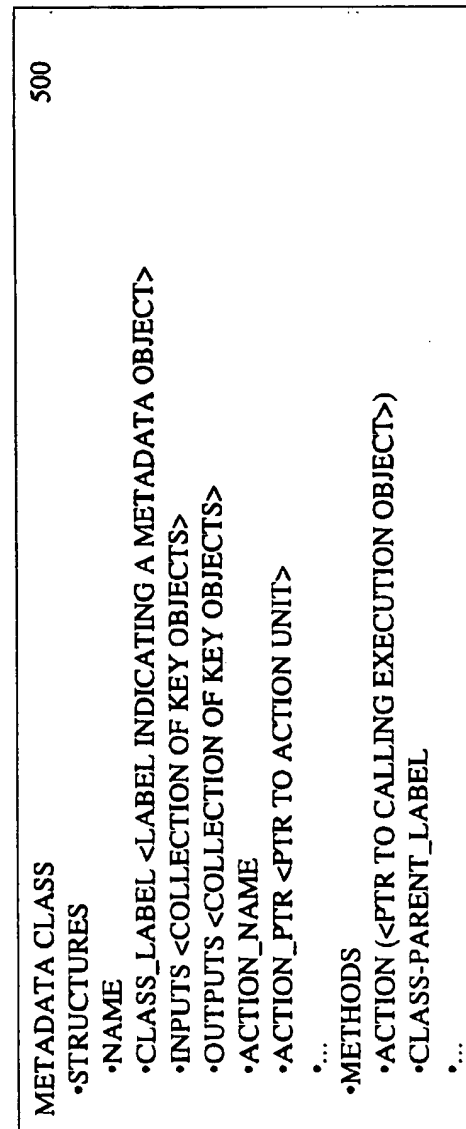 METADATA CLASS 500
•STRUCTURES
•NAME
•CLASS_LABEL <LABEL INDICATING A METADATA OBJECT>
•INPUTS <COLLECTION OF KEY OBJECTS>
•OUTPUTS <COLLECTION OF KEY OBJECTS>
•ACTION_NAME
•ACTION_PTR <PTR TO ACTION UNIT>
•...
•METHODS
•ACTION (<PTR TO CALLING EXECUTION OBJECT>)
•CLASS-PARENT_LABEL
•...